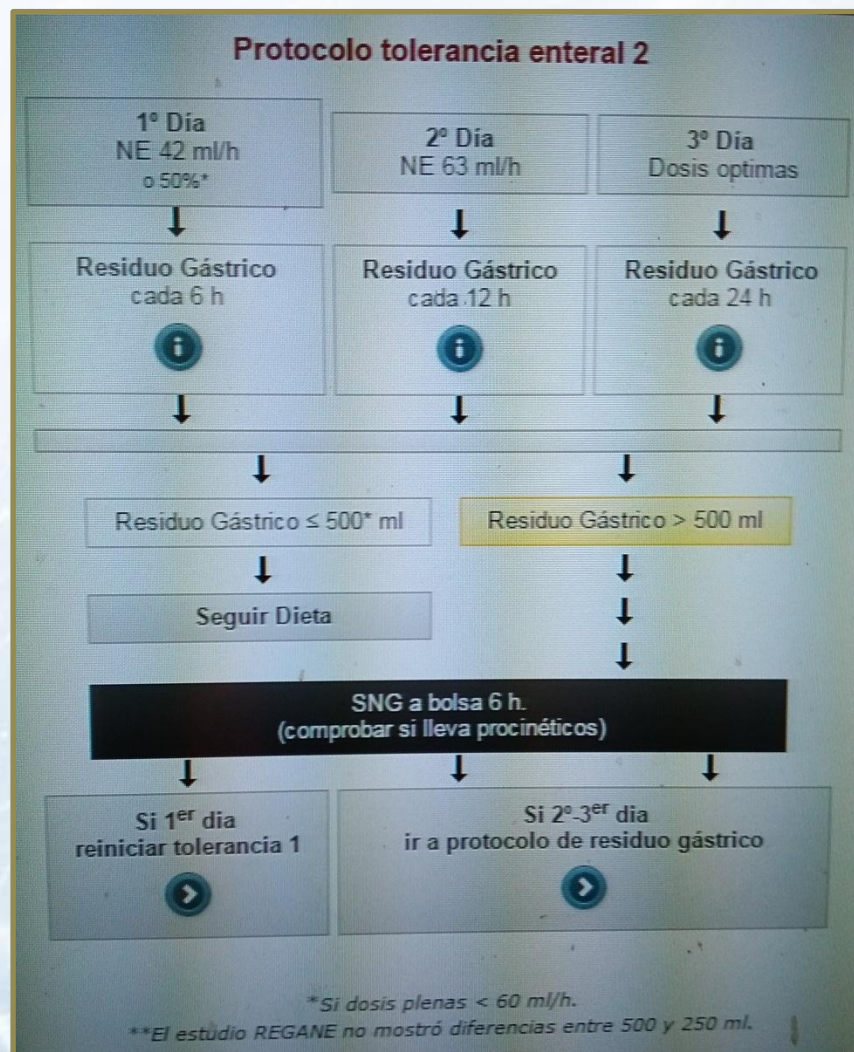 Protocolo tolerancia enteral 2
1º Día
NE 42 ml/h
o 50%*
2º Día
NE 63 ml/h
3º Día
Dosis optimas
Residuo Gástrico
cada 6 h
Residuo Gástrico
cada 12 h
Residuo Gástrico
cada 24 h
Residuo Gástrico ≤ 500* ml
Residuo Gástrico > 500 ml
Seguir Dieta
SNG a bolsa 6 h.
(comprobar si lleva procinéticos)
Si 1er dia
reiniciar tolerancia 1
Si 2º-3er dia
ir a protocolo de residuo gástrico
*Si dosis plenas < 60 ml/h.
**El estudio REGANE no mostró diferencias entre 500 y 250 ml.